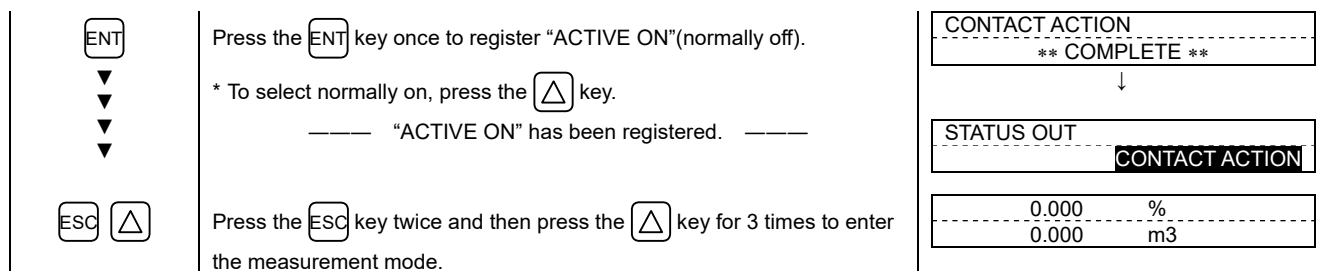 ENT
Press the ENT key once to register “ACTIVE ON”(normally off).
▼
* To select normally on, press the △ key.
▼
▼
——— “ACTIVE ON” has been registered. ———
▼
CONTACT ACTION
** COMPLETE **
↓
STATUS OUT
CONTACT ACTION
ESC △
Press the ESC key twice and then press the △ key for 3 times to enter
the measurement mode.
0.000 %
0.000 m3